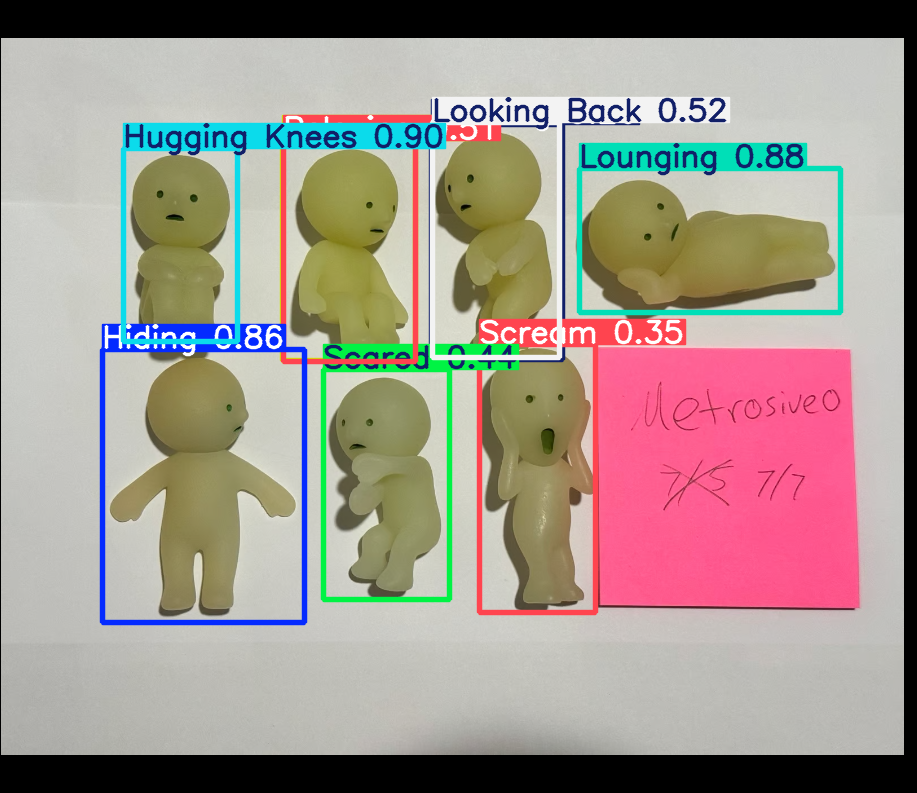 Looking Back 0.52
.51
Hugging Knees 0.90
Lounging 0.88
Hiding 0.86
Scream 0.35
Scared 0.44
Metrosiveo
7/5 7/7